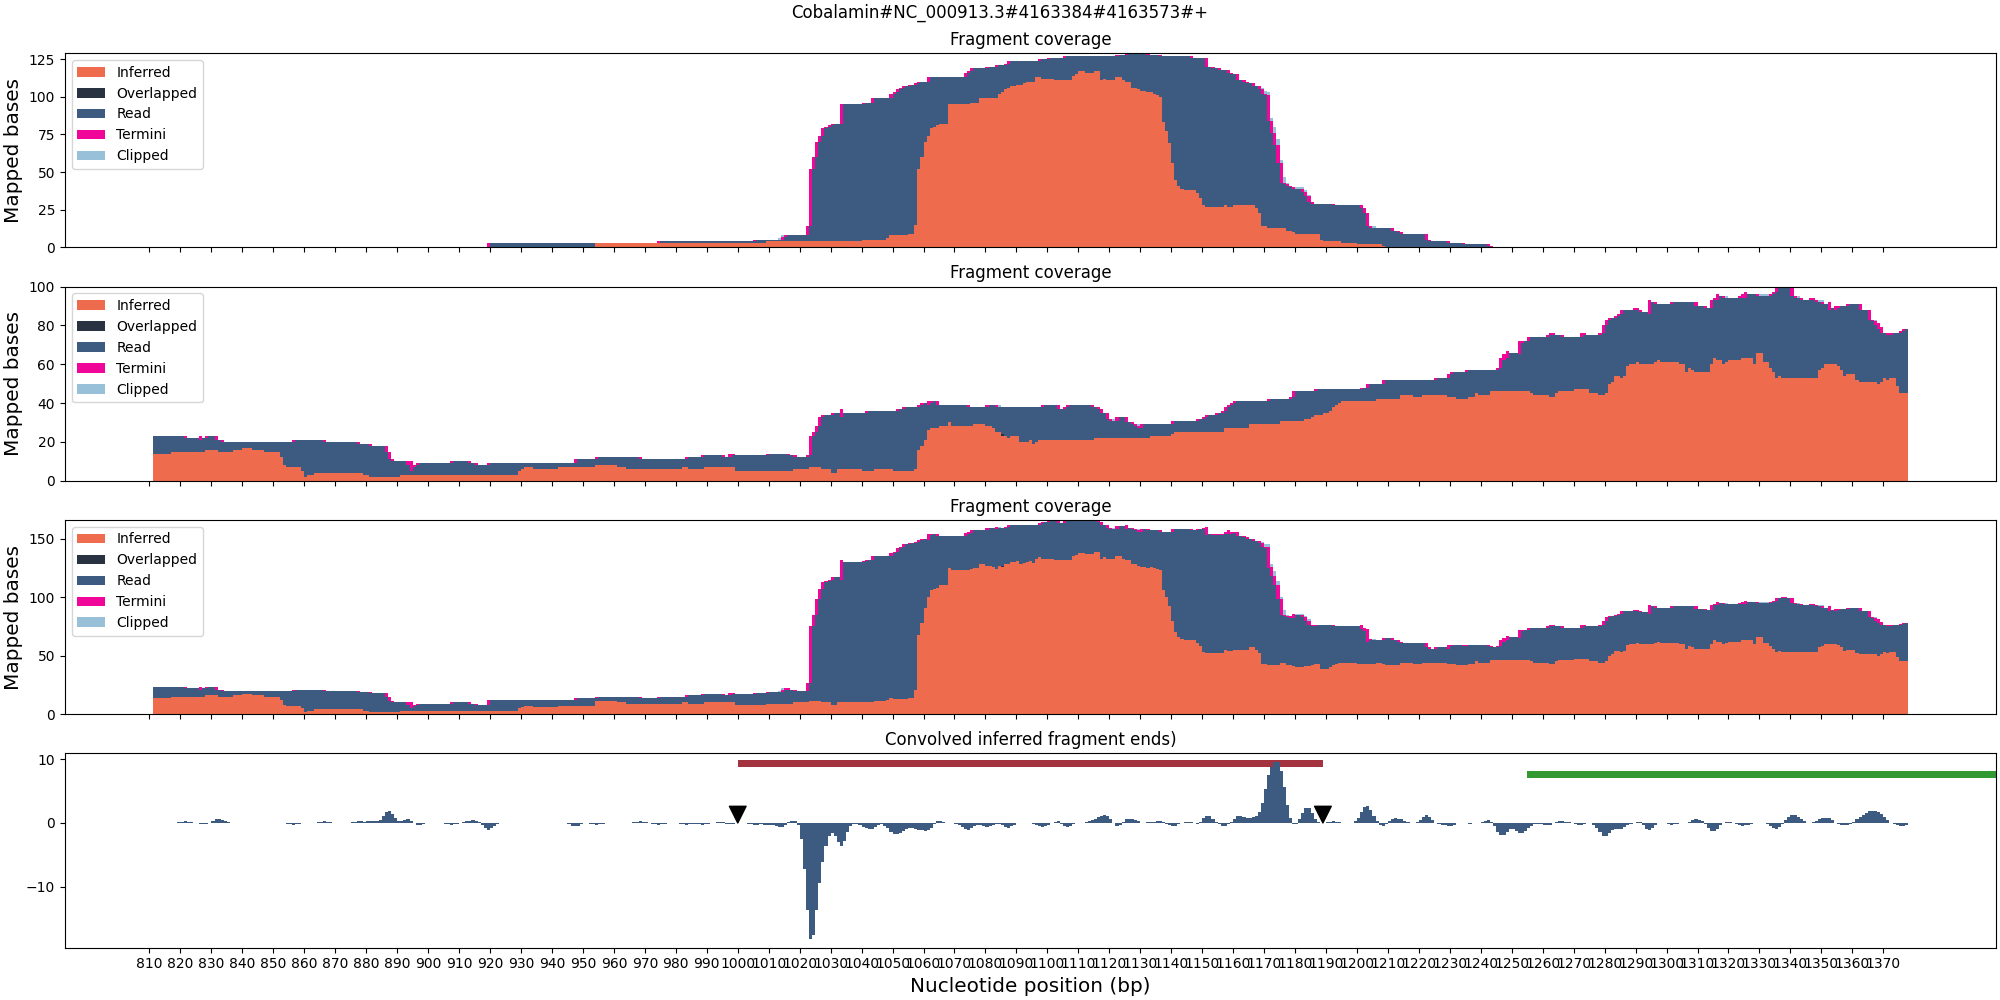 Cobalamin#NC_000913.3#4163384#4163573#+
Fragment coverage
Mapped bases
125
100
75
50
25
0
Inferred
Overlapped
Read
Termini
Clipped
Fragment coverage
Mapped bases
100
80
60
40
20
0
Inferred
Overlapped
Read
Termini
Clipped
Fragment coverage
Mapped bases
150
100
50
0
Inferred
Overlapped
Read
Termini
Clipped
Convolved inferred fragment ends)
10
0
−10
810 820 830 840 850 860 870 880 890 900 910 920 930 940 950 960 970 980 990 1000 1010 1020 1030 1040 1050 1060 1070 1080 1090 1100 1110 1120 1130 1140 1150 1160 1170 1180 1190 1200 1210 1220 1230 1240 1250 1260 1270 1280 1290 1300 1310 1320 1330 1340 1350 1360 1370
Nucleotide position (bp)